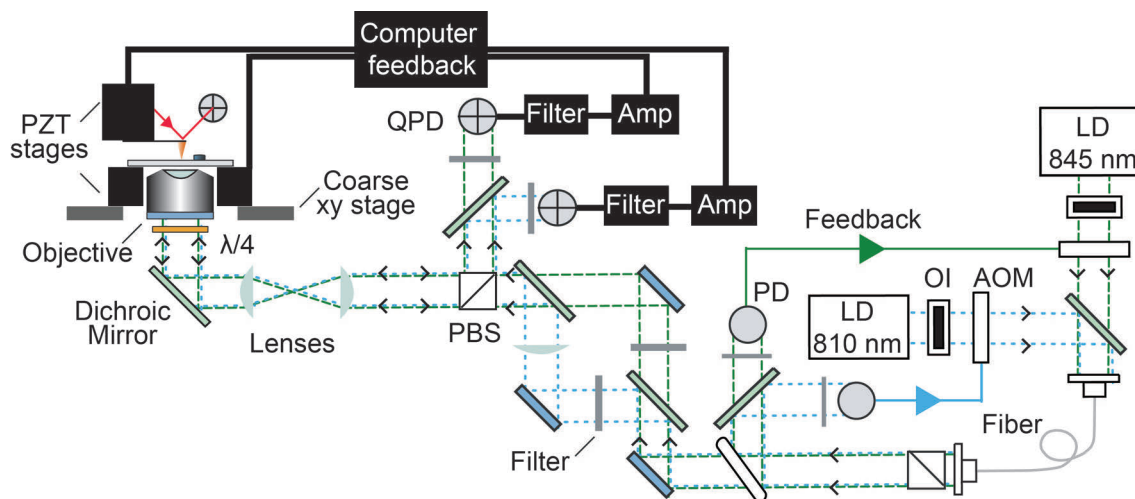 Computer
feedback
PZT
stages
QPD
Filter
Amp
LD
845 nm
Coarse
xy stage
Filter
Amp
Feedback
Objective
λ/4
OI
AOM
PD
LD
810 nm
Dichroic
Mirror
Lenses
PBS
Fiber
Filter